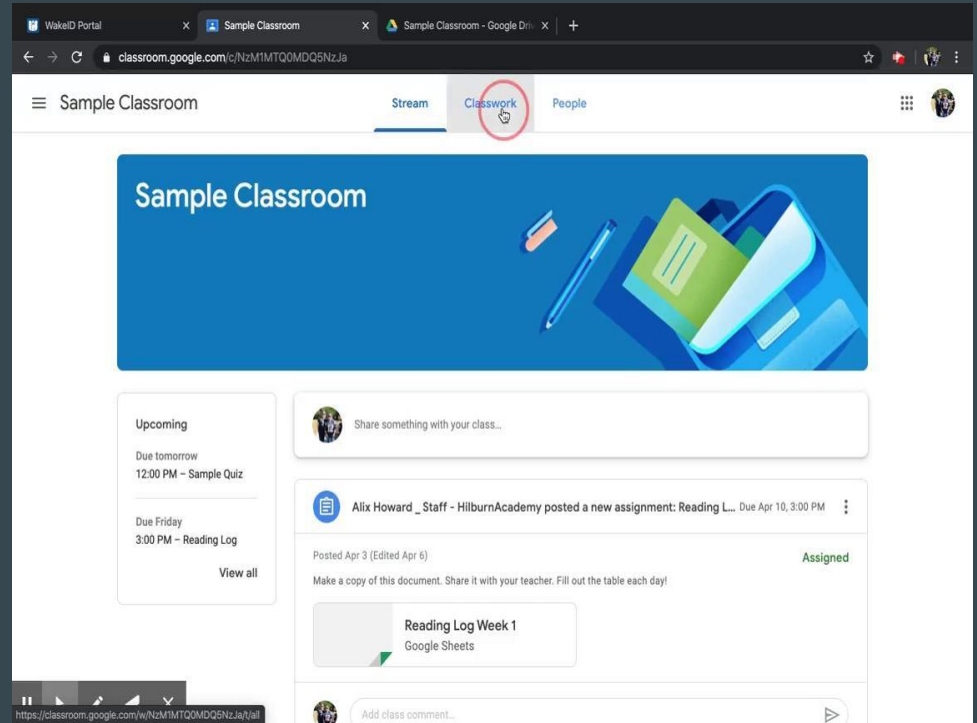 WakeID Portal
Sample Classroom
Sample Classroom - Google Driv
classroom.google.com/c/NzM1MTQ0MDQ5NzJa
Sample Classroom
Stream
Classwork
People
Sample Classroom
Upcoming
Due tomorrow
12:00 PM – Sample Quiz
Due Friday
3:00 PM – Reading Log
View all
Share something with your class...
Alix Howard _ Staff - HilburnAcademy posted a new assignment: Reading L... Due Apr 10, 3:00 PM
Posted Apr 3 (Edited Apr 6)
Assigned
Make a copy of this document. Share it with your teacher. Fill out the table each day!
Reading Log Week 1
Google Sheets
Add class comment...
https://classroom.google.com/w/NzM1MTQ0MDQ5NzJa/t/all